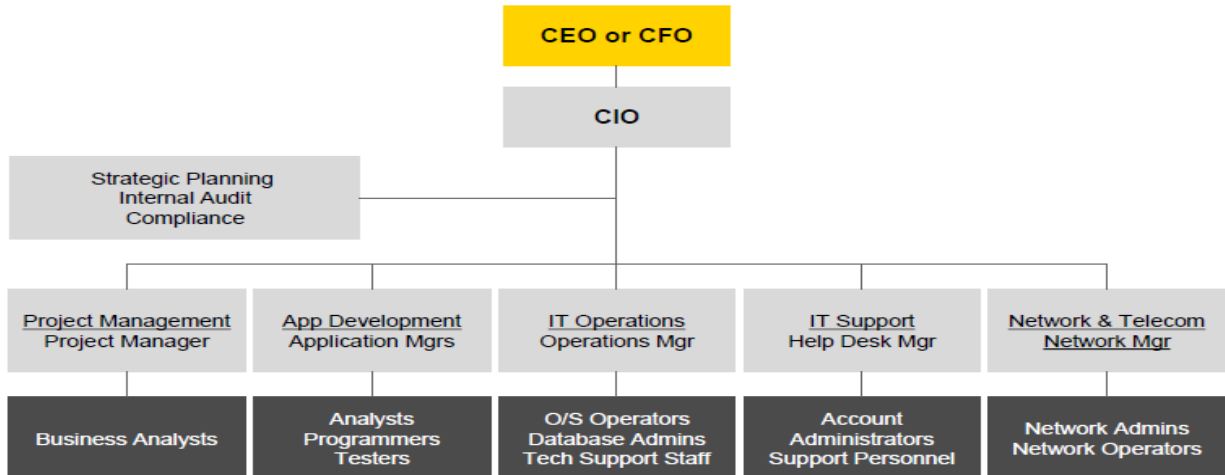 CEO or CFO
CIO
Strategic Planning
Internal Audit
Compliance
Project Management
Project Manager
App Development
Application Mgrs
IT Operations
Operations Mgr
IT Support
Help Desk Mgr
Network & Telecom
Network Mgr
Business Analysts
Analysts
Programmers
Testers
O/S Operators
Database Admins
Tech Support Staff
Account
Administrators
Support Personnel
Network Admins
Network Operators